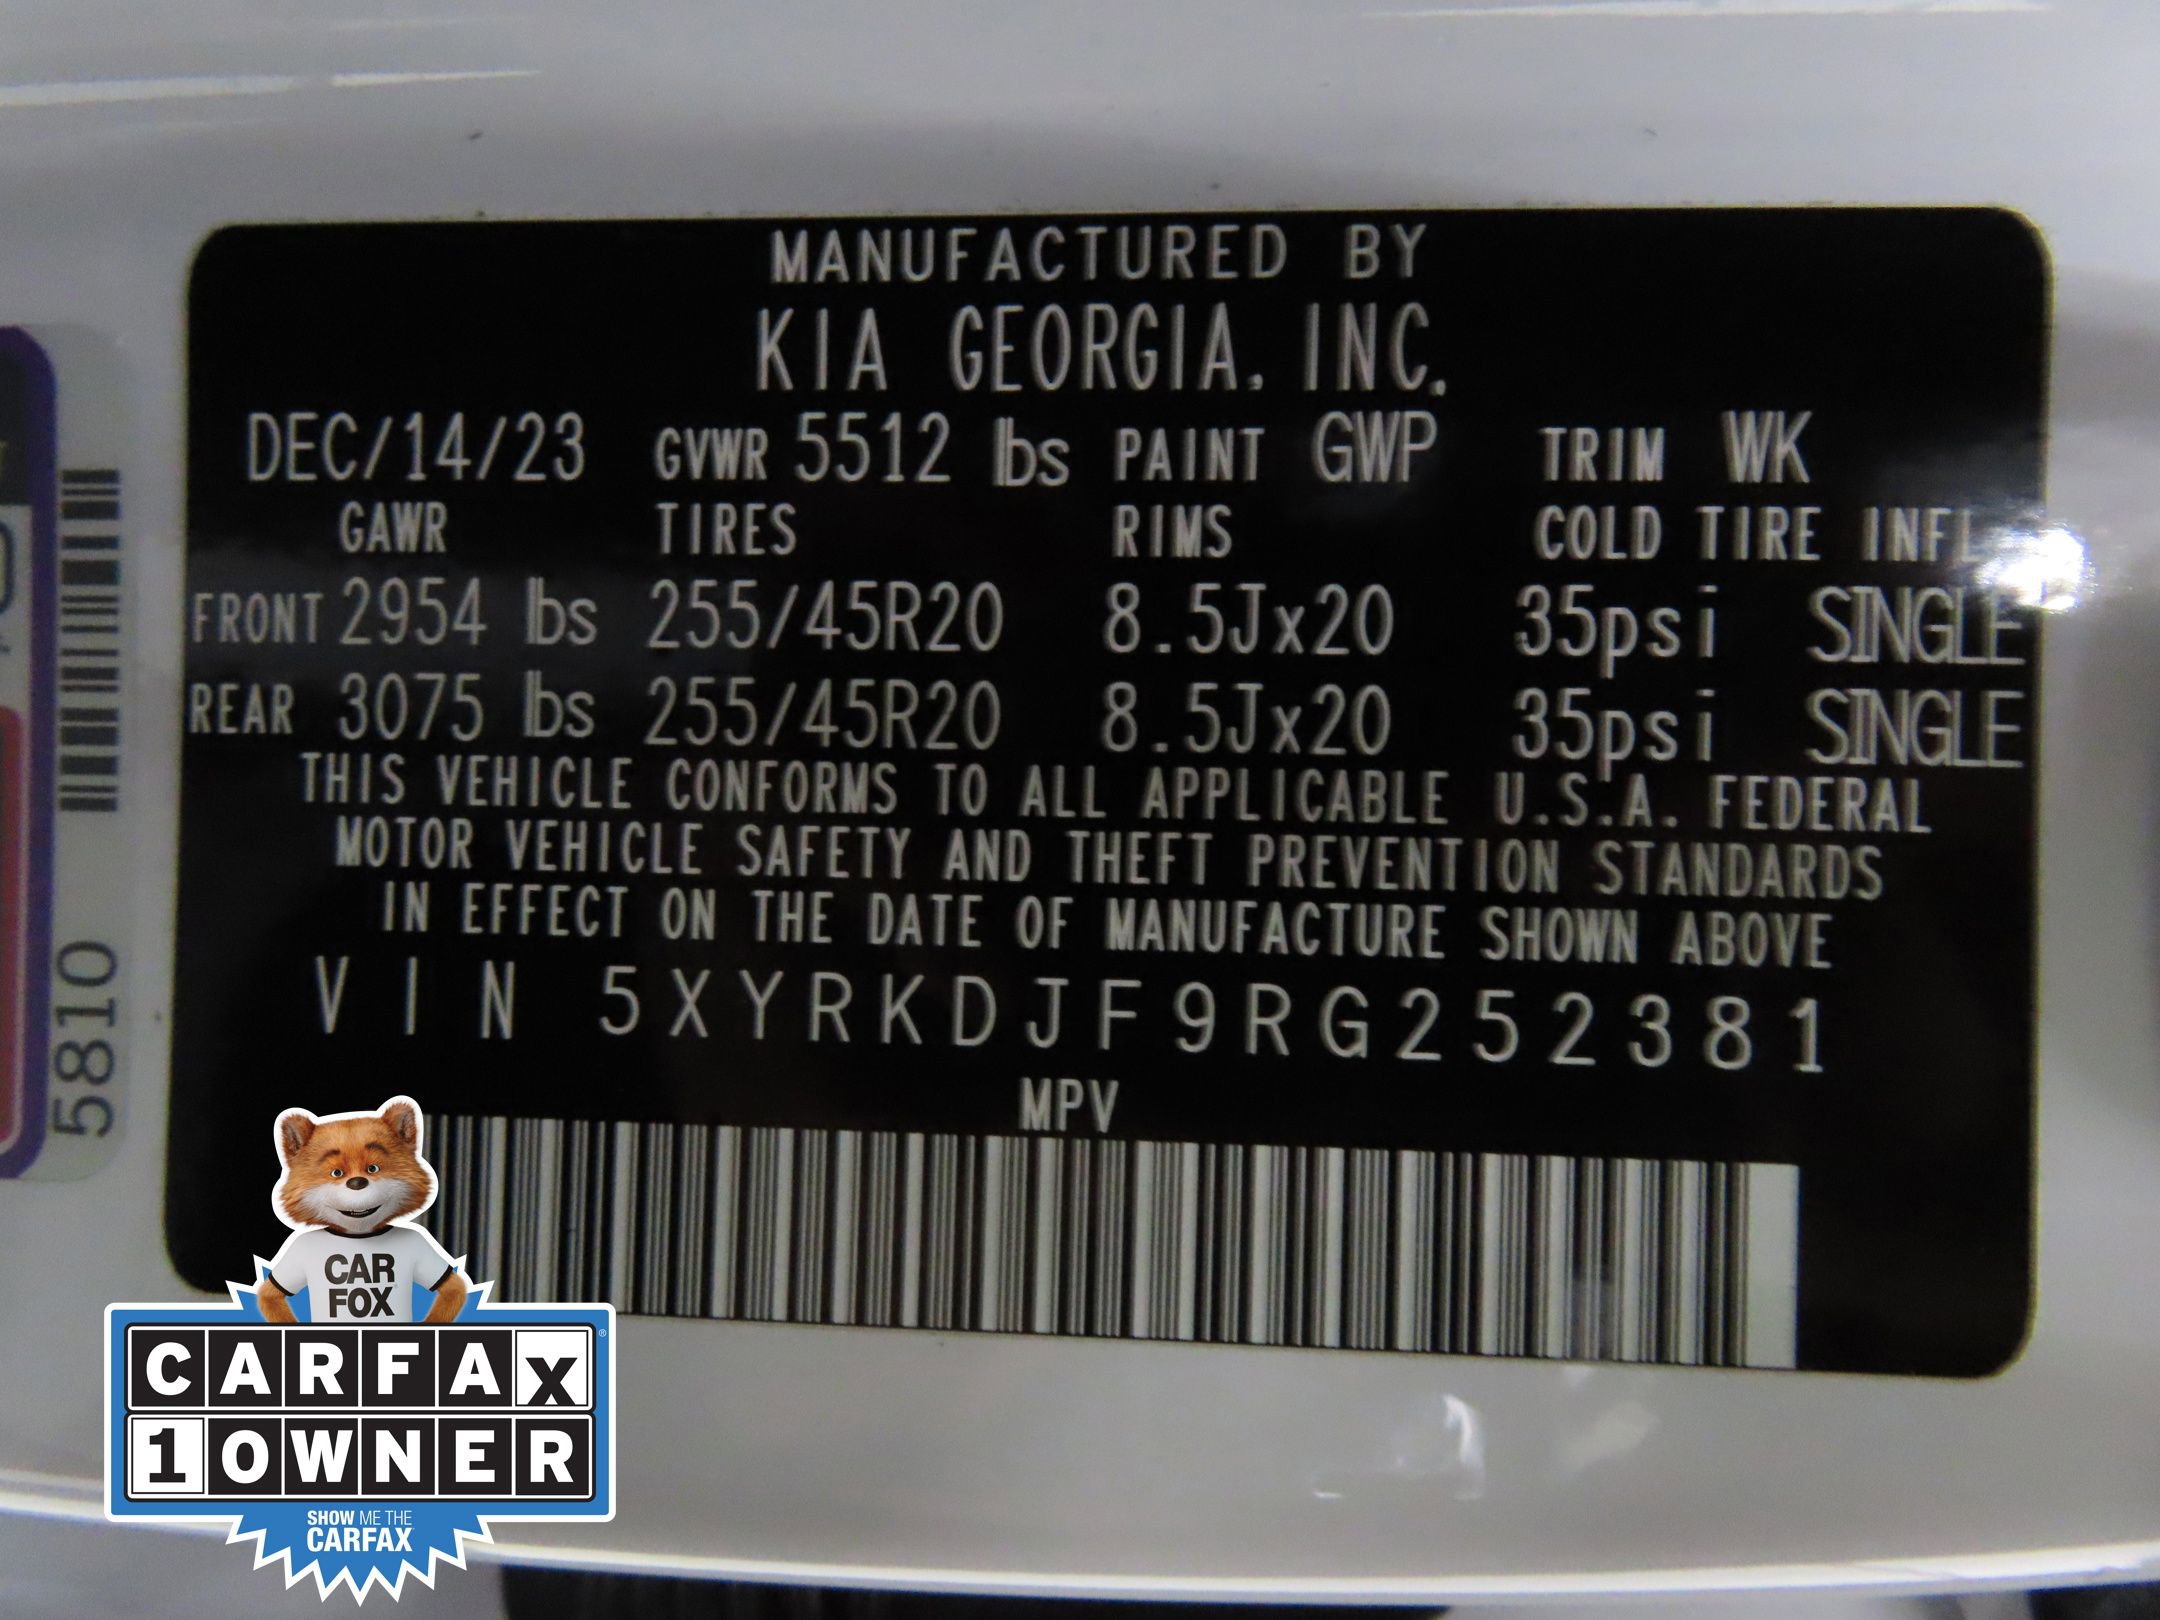 MANUFACTURED BY
KIA GEORGIA, INC.
DEC/14/23 GVWR 5512 lbs PAINT GWP TRIM WK
GAWR TIRES RIMS COLD TIRE INFL
FRONT 2954 lbs 255/45R20 8.5Jx20 35psi SINGLE
REAR 3075 lbs 255/45R20 8.5Jx20 35psi SINGLE
THIS VEHICLE CONFORMS TO ALL APPLICABLE U.S.A. FEDERAL
MOTOR VEHICLE SAFETY AND THEFT PREVENTION STANDARDS
IN EFFECT ON THE DATE OF MANUFACTURE SHOWN ABOVE
VIN 5XYRKDJF9RG252381
MPV
5810
CAR
FOX
CARFAX®
1 OWNER
SHOW ME THE
CARFAX